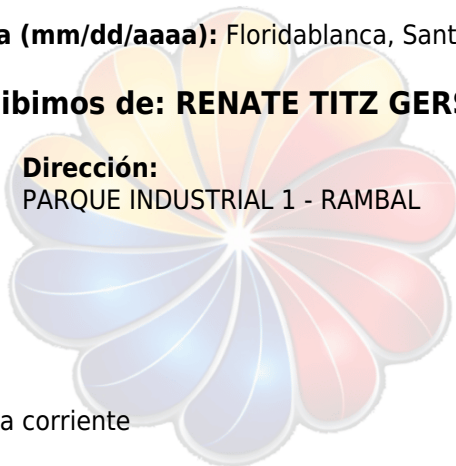 a (mm/dd/aaaa): Floridablanca, Sant
ibimos de: RENATE TITZ GERS
Dirección:
PARQUE INDUSTRIAL 1 - RAMBAL
a corriente